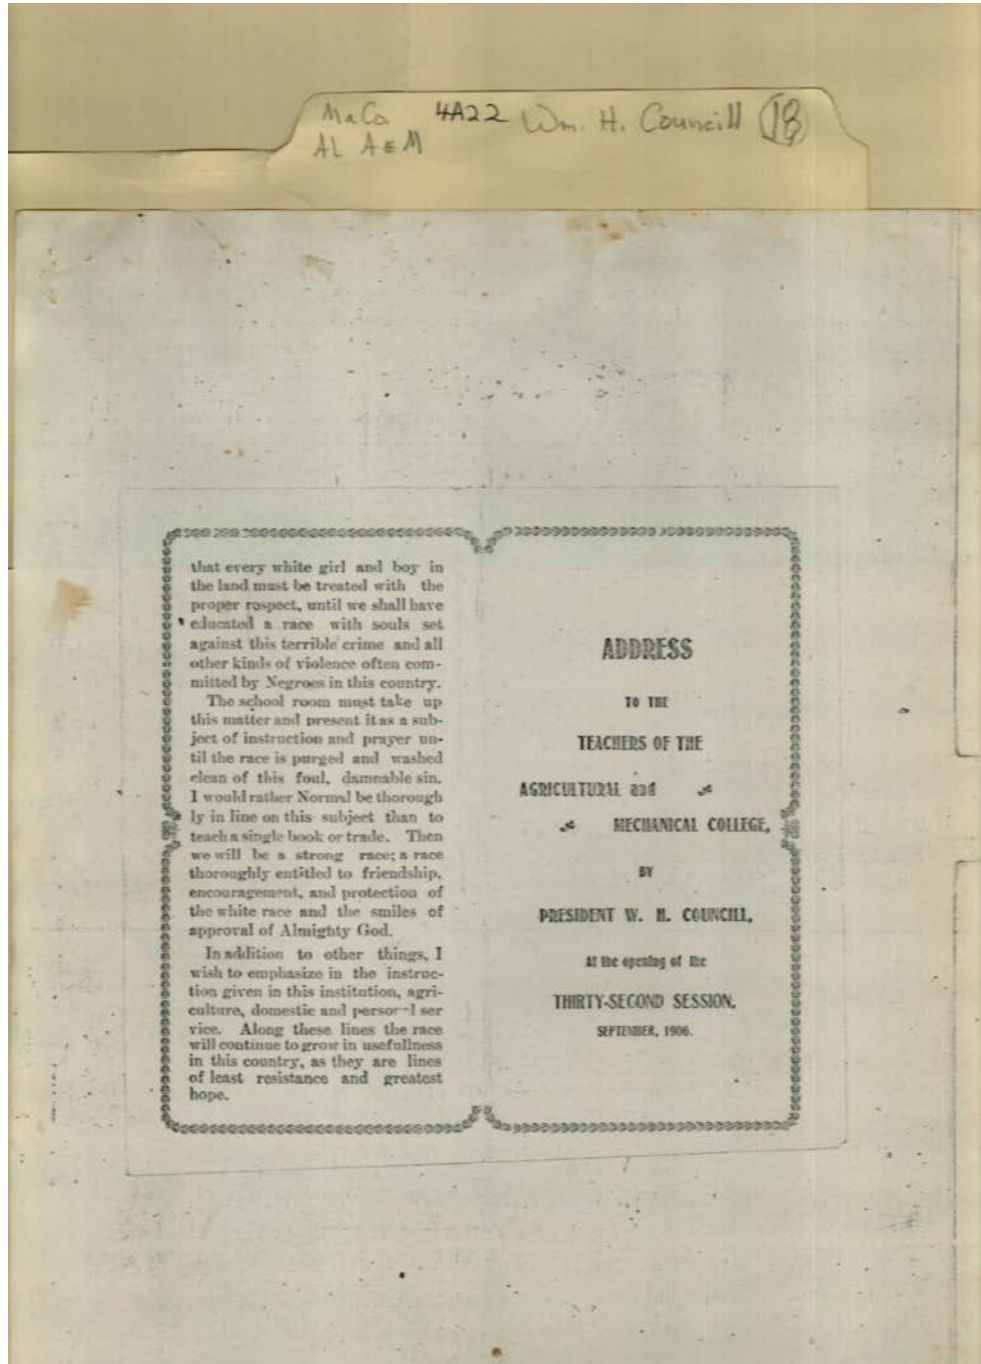 MaCo 4A22 Wm. H. Councill 18
AL A&M
that every white girl and boy in
the land must be treated with the
proper respect, until we shall have
educated a race with souls set
against this terrible crime and all
other kinds of violence often com-
mitted by Negroes in this country.
The school room must take up
this matter and present it as a sub-
ject of instruction and prayer un-
til the race is purged and washed
clean of this foul, damnable sin.
I would rather Normal be thorough
ly in line on this subject than to
teach a single book or trade. Then
we will be a strong race; a race
thoroughly entitled to friendship,
encouragement, and protection of
the white race and the smiles of
approval of Almighty God.
In addition to other things, I
wish to emphasize in the instruc-
tion given in this institution, agri-
culture, domestic and personal ser
vice. Along these lines the race
will continue to grow in usefullness
in this country, as they are lines
of least resistance and greatest
hope.
ADDRESS
TO THE
TEACHERS OF THE
AGRICULTURAL and
MECHANICAL COLLEGE,
BY
PRESIDENT W. H. COUNCILL,
At the opening of the
THIRTY-SECOND SESSION.
SEPTEMBER, 1906.